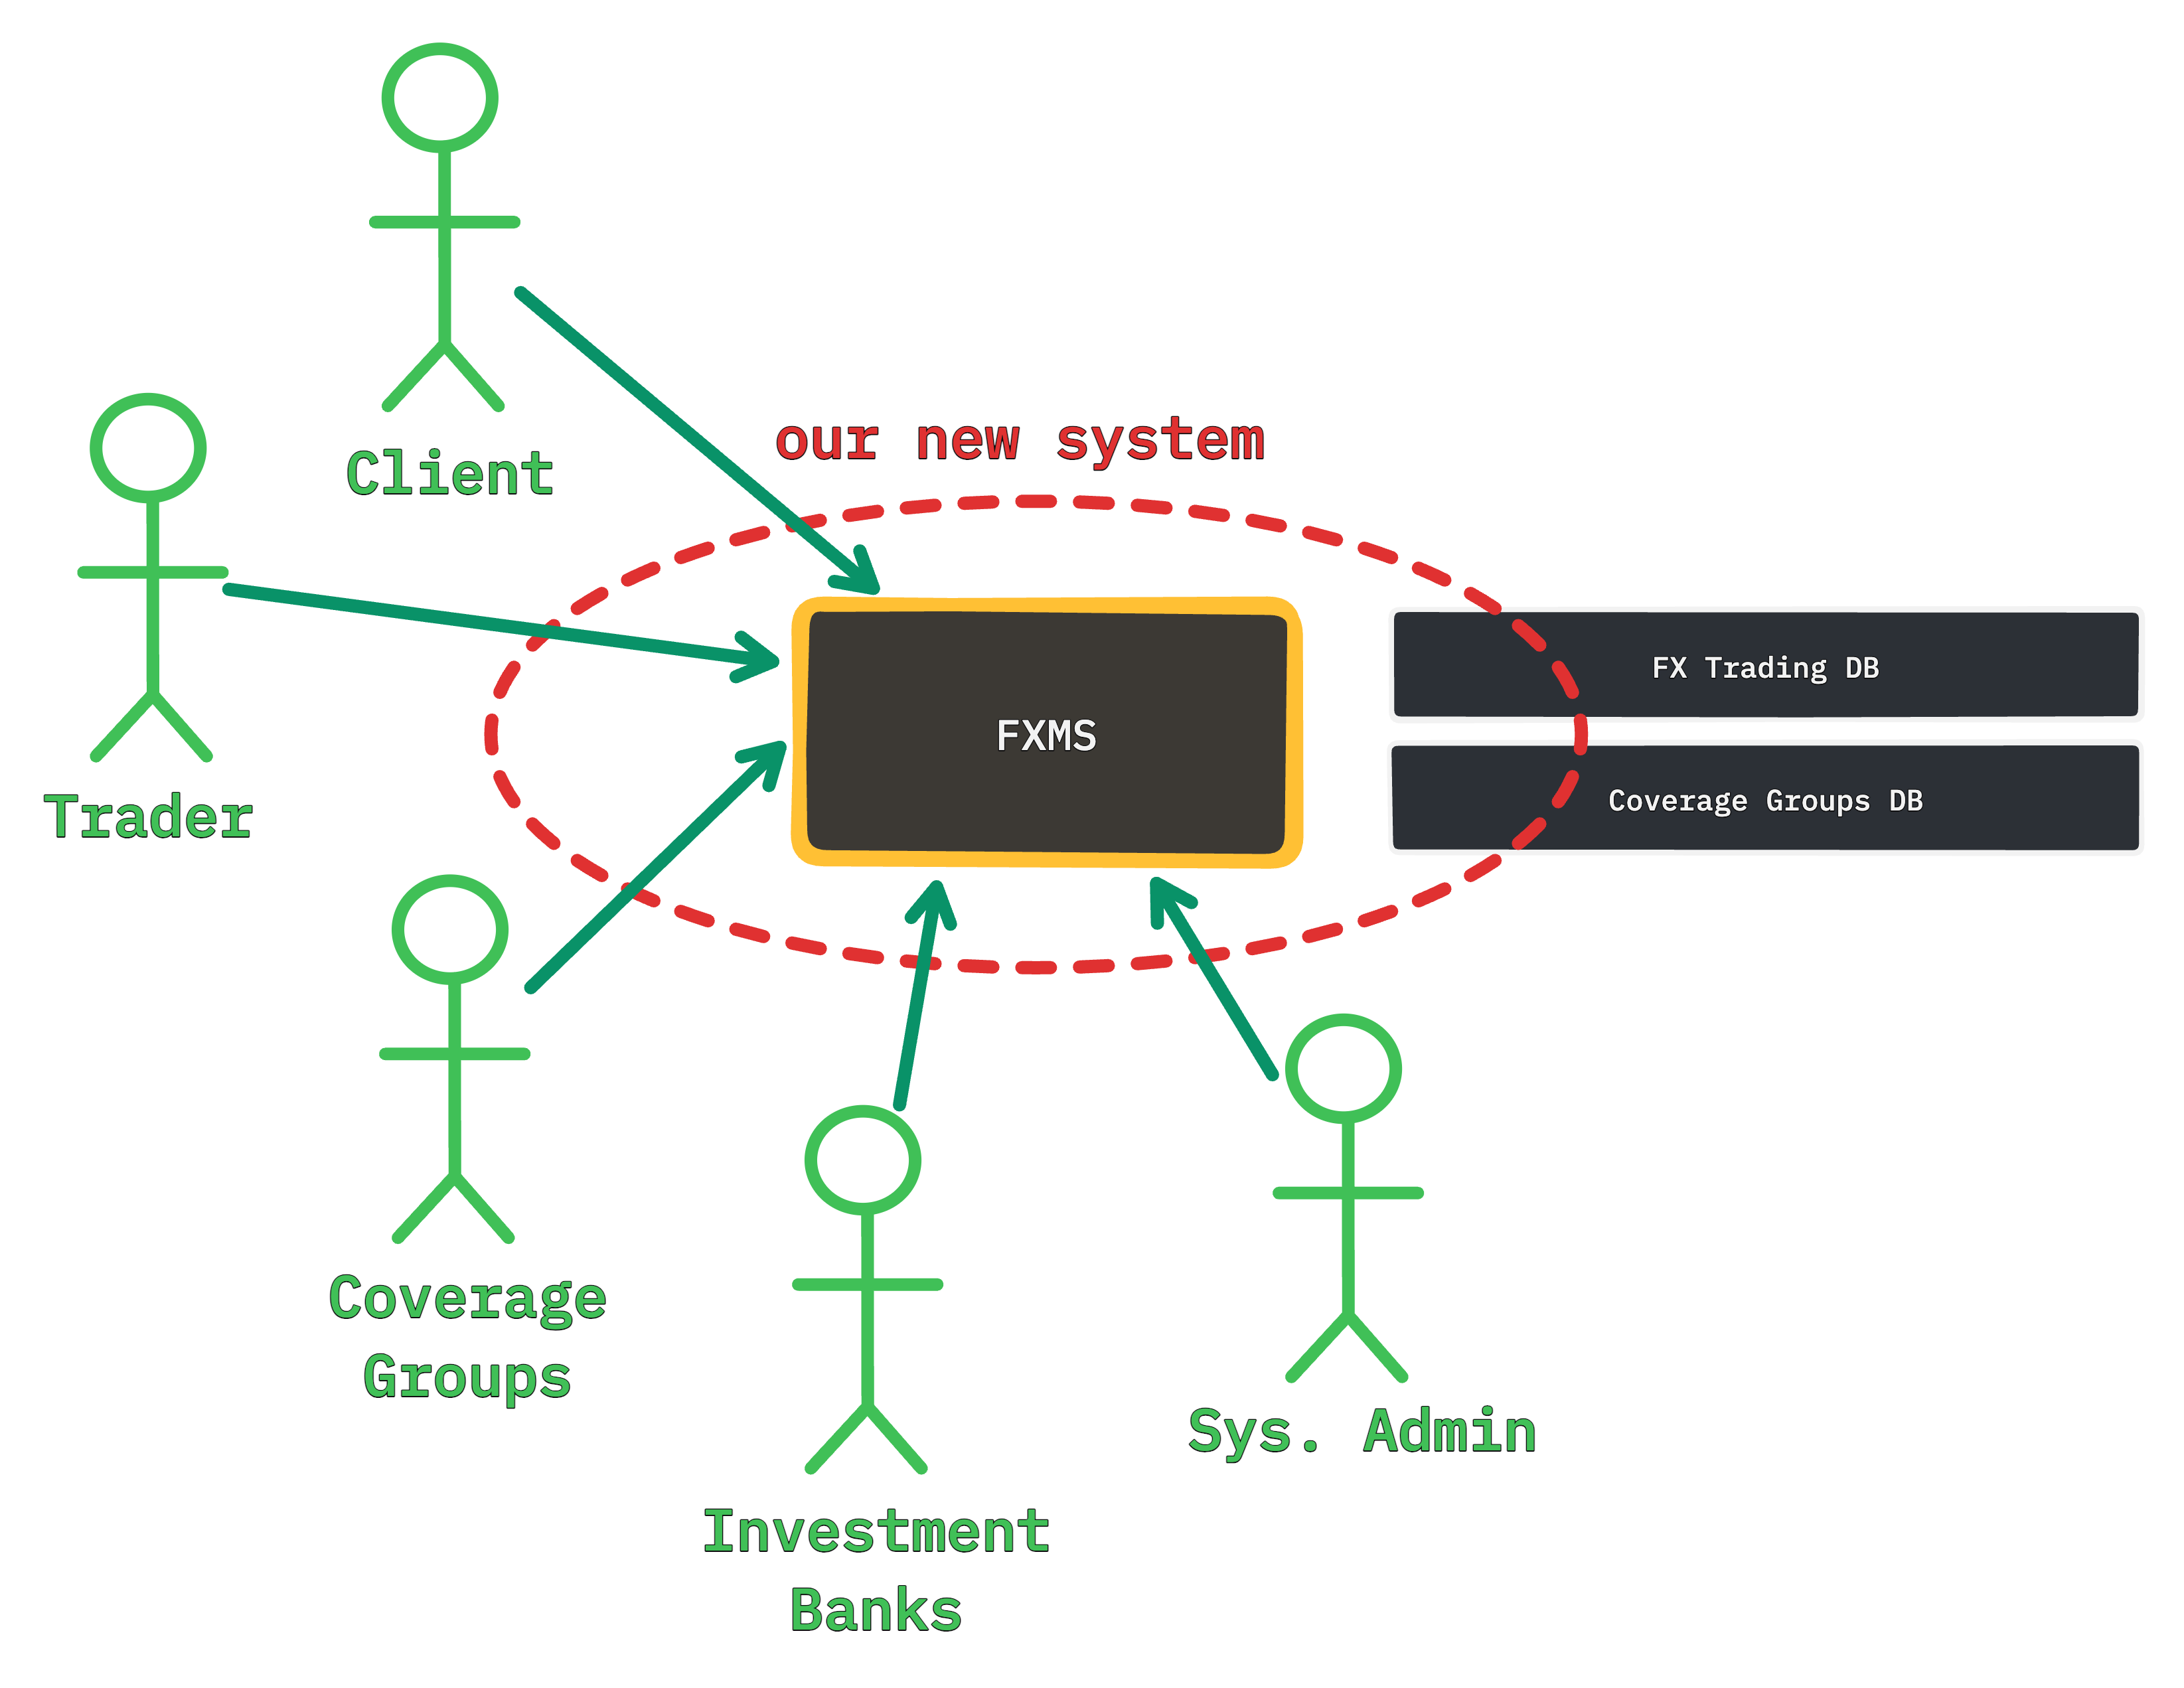 Client
our new system
Trader
FXMS
FX Trading DB
Coverage Groups DB
Coverage
Groups
Investment
Banks
Sys. Admin